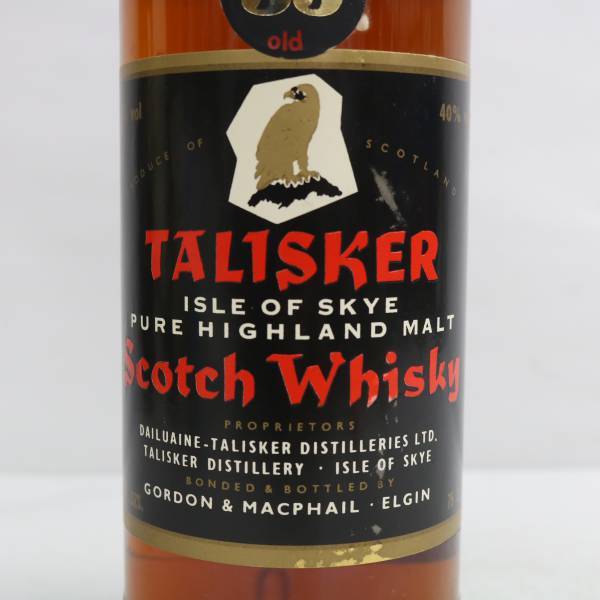 old
vol 40%
PRODUCE OF SCOTLAND
TALISKER
ISLE OF SKYE
PURE HIGHLAND MALT
Scotch Whisky
PROPRIETORS
DAILUAINE-TALISKER DISTILLERIES LTD.
TALISKER DISTILLERY · ISLE OF SKYE
BONDED & BOTTLED BY
GORDON & MACPHAIL · ELGIN